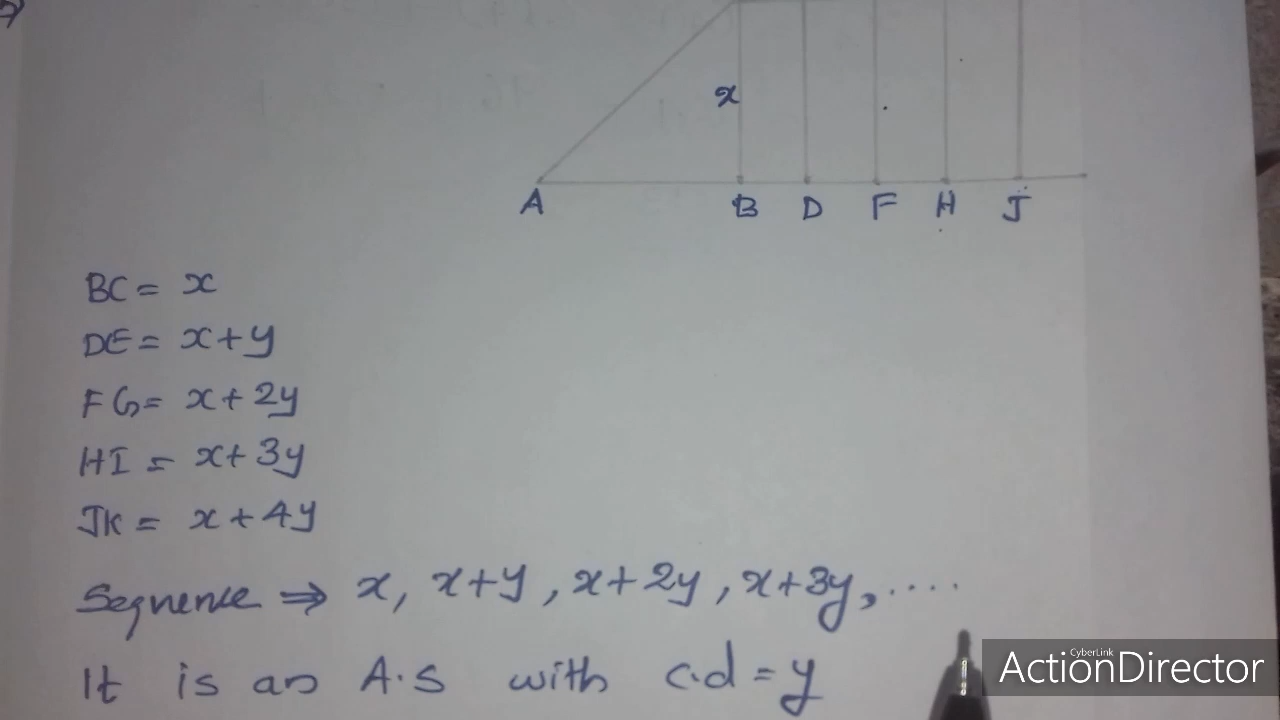 x
A B D F H J
BC = x
DE = x+y
FG = x+2y
HI = x+3y
JK = x+4y
Sequence ⇒ x, x+y, x+2y, x+3y, ....
It is an A.S with c.d = y
CyberLink
ActionDirector